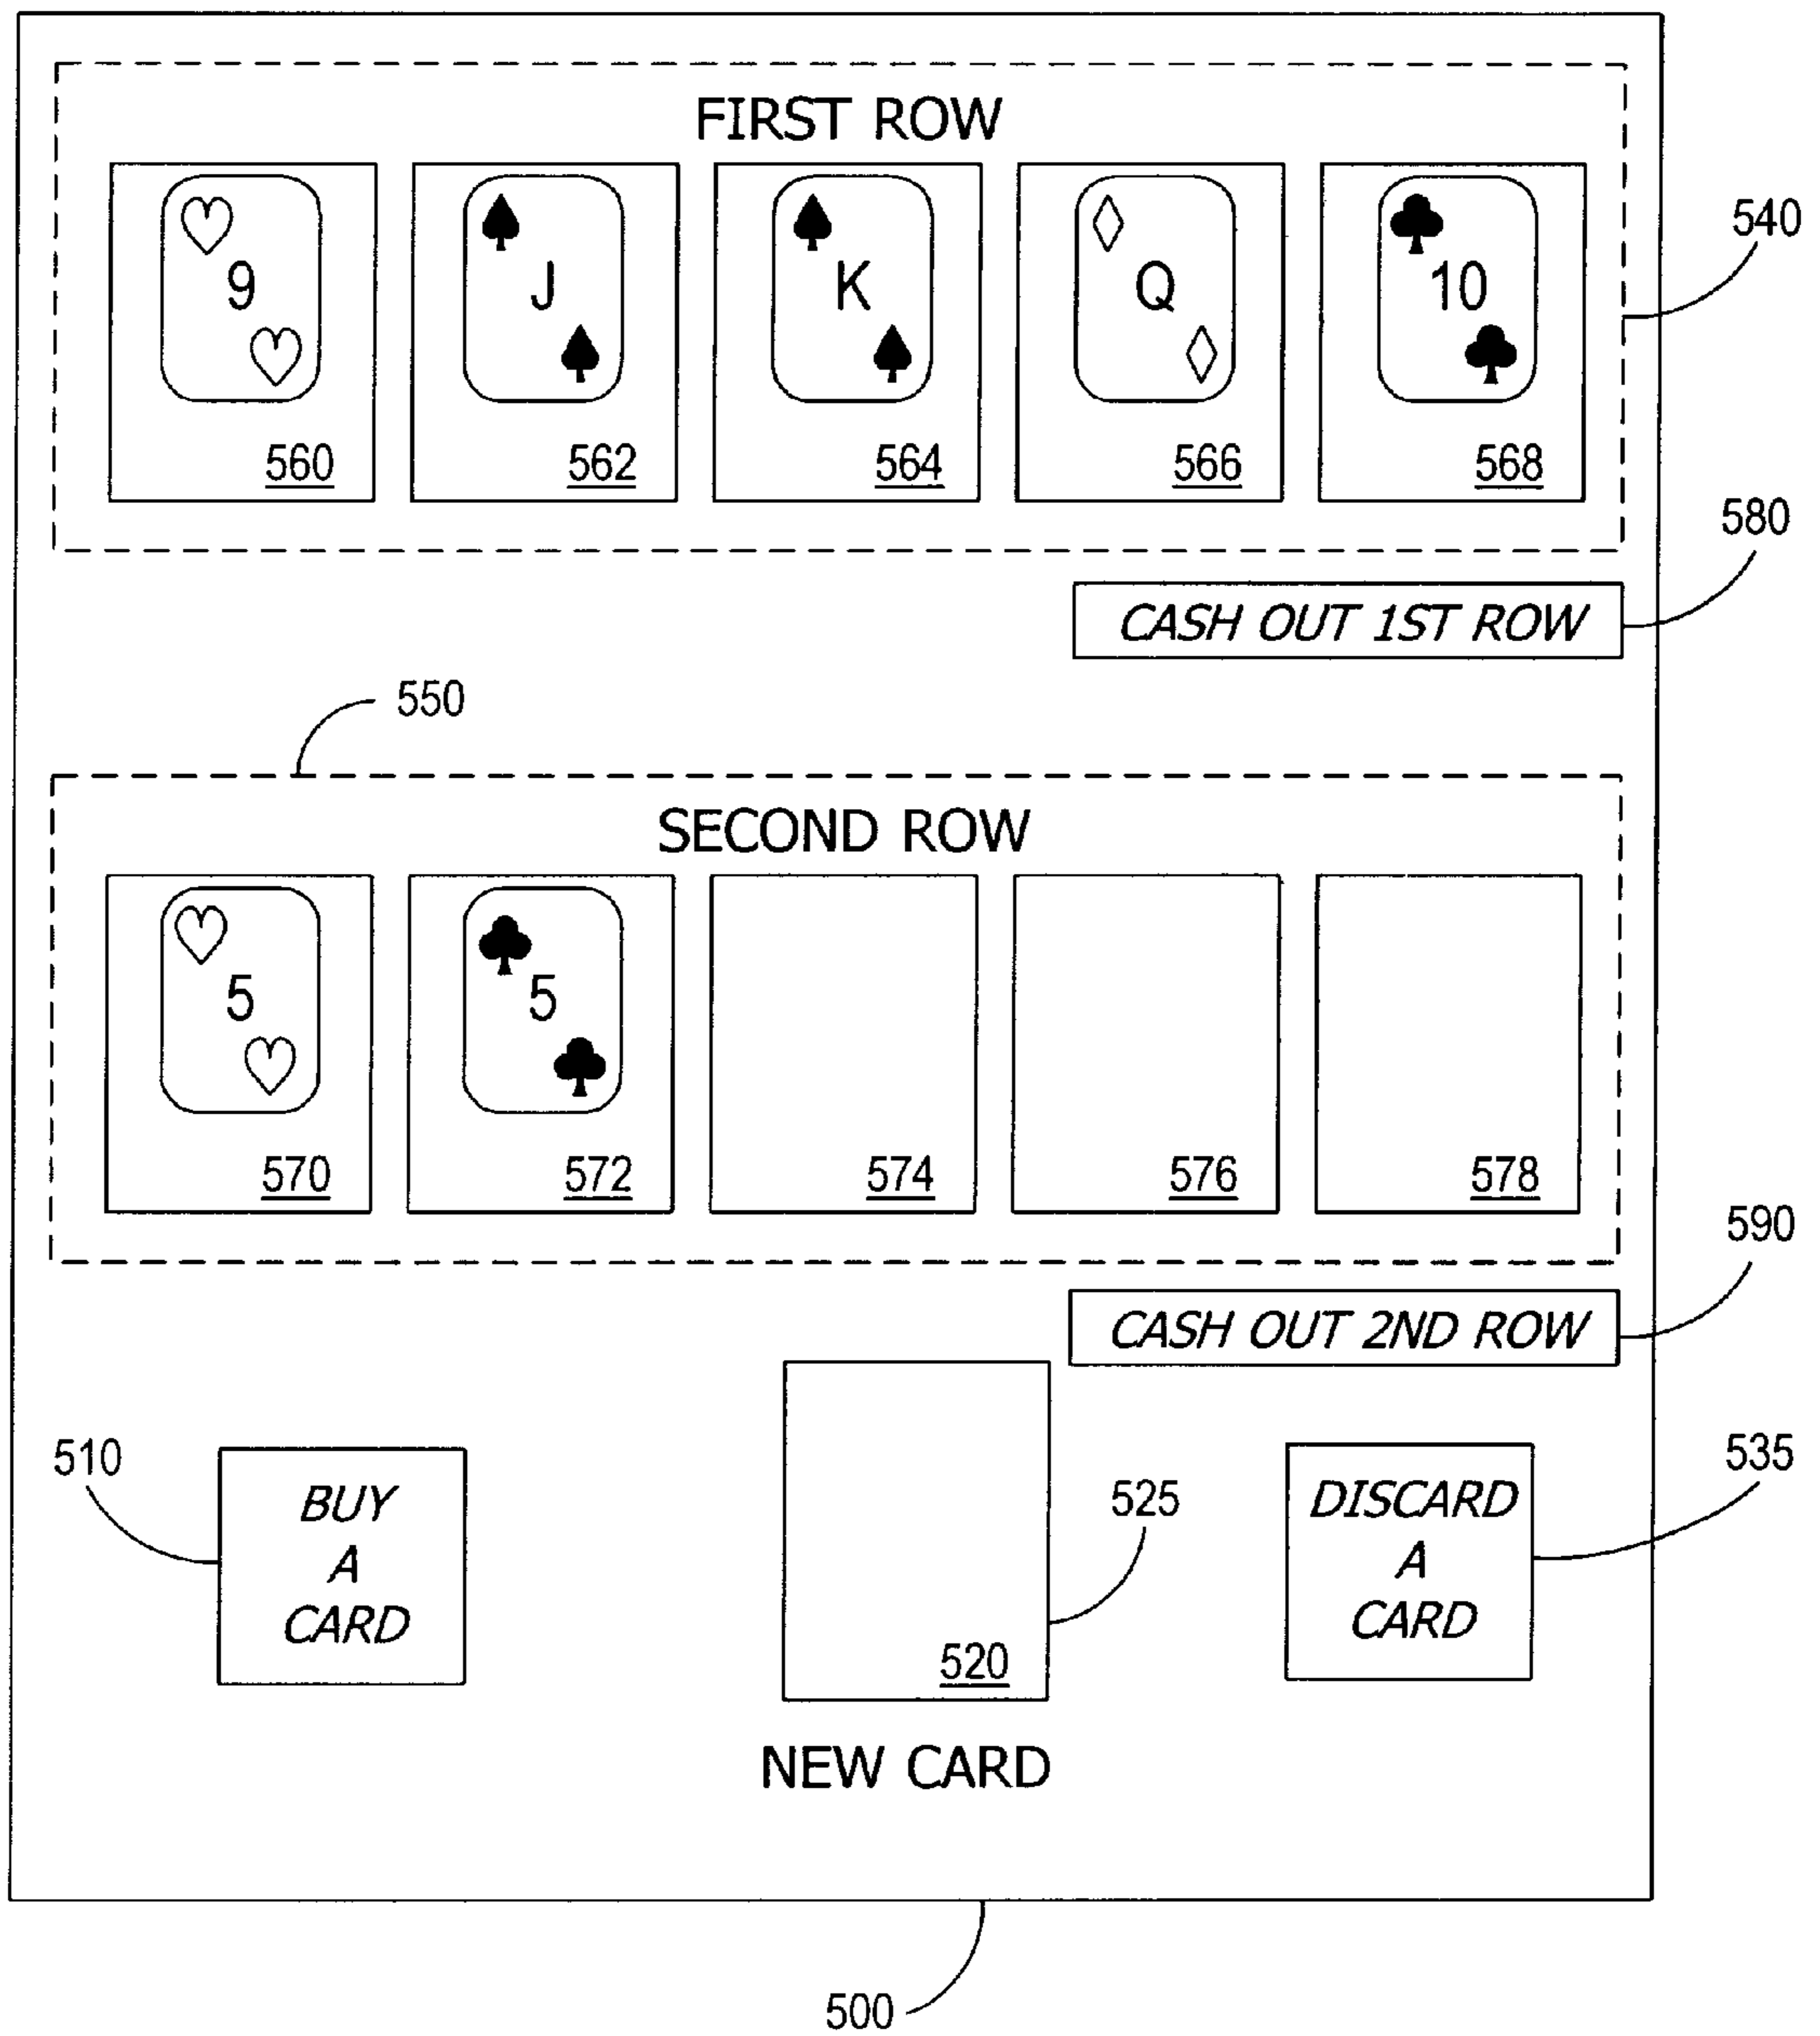 FIRST ROW
9 J K Q 10
560 562 564 566 568
540
580
CASH OUT 1ST ROW
550
SECOND ROW
5 5
570 572 574 576 578
590
CASH OUT 2ND ROW
510
BUY
A
CARD
525
520
NEW CARD
535
DISCARD
A
CARD
500